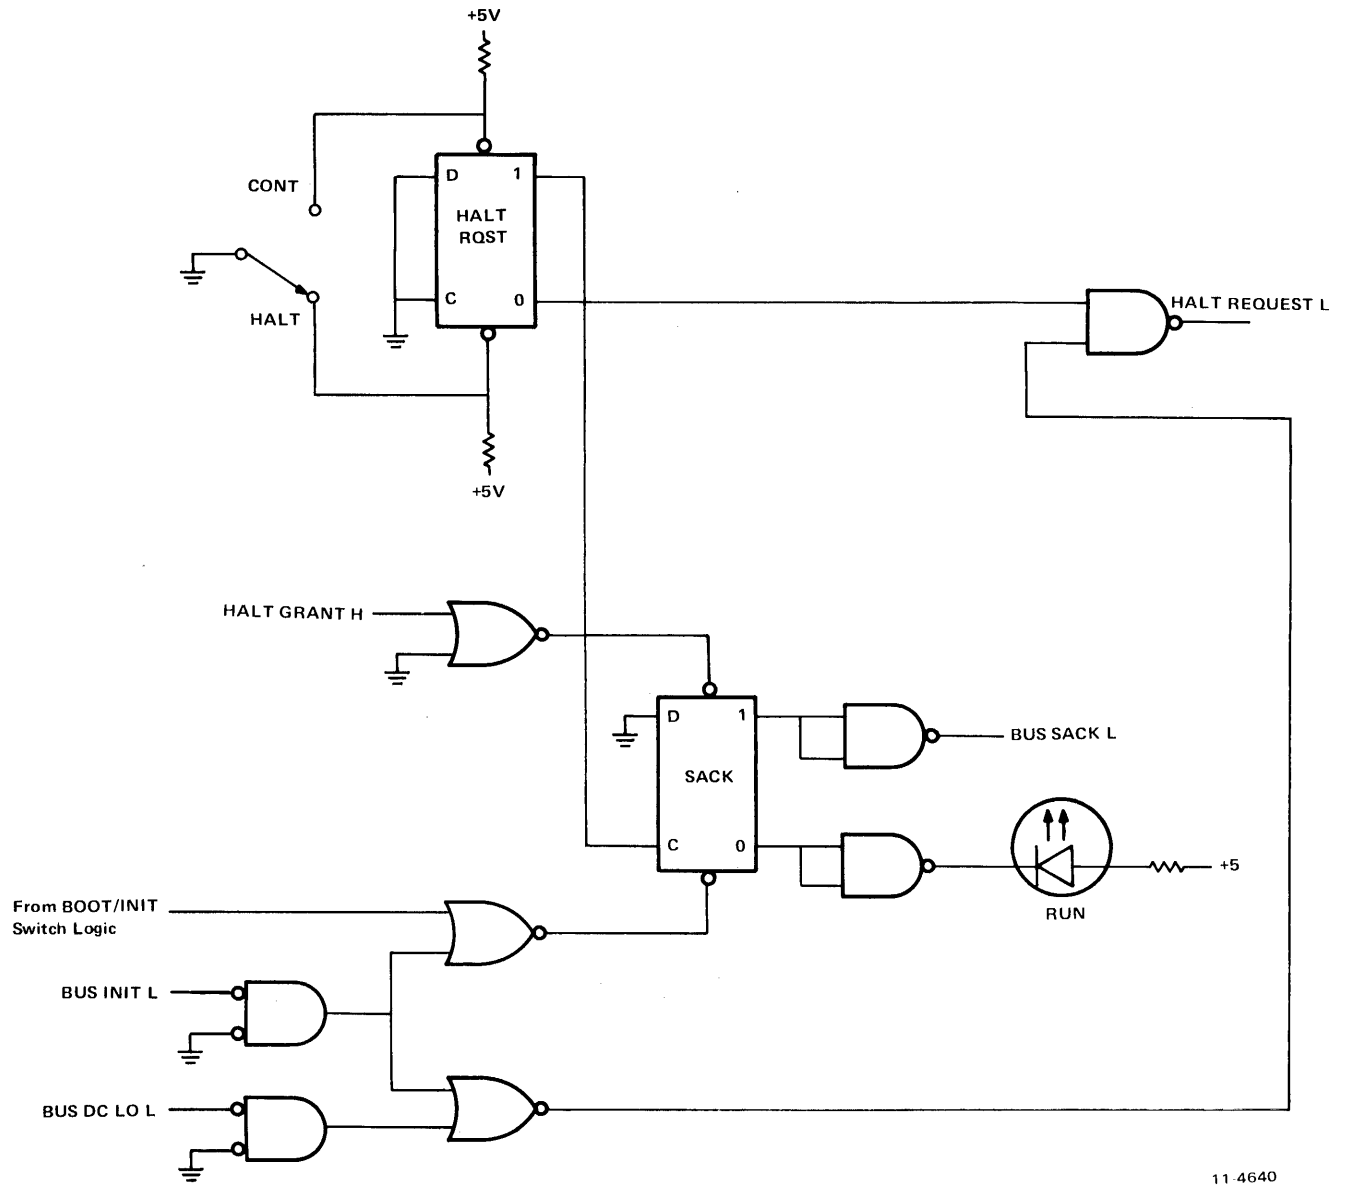 +5V
CONT
D 1
HALT
RQST
C 0
HALT
HALT REQUEST L
+5V
HALT GRANT H
D 1
BUS SACK L
SACK
C 0
+5
RUN
From BOOT/INIT
Switch Logic
BUS INIT L
BUS DC LO L
11-4640